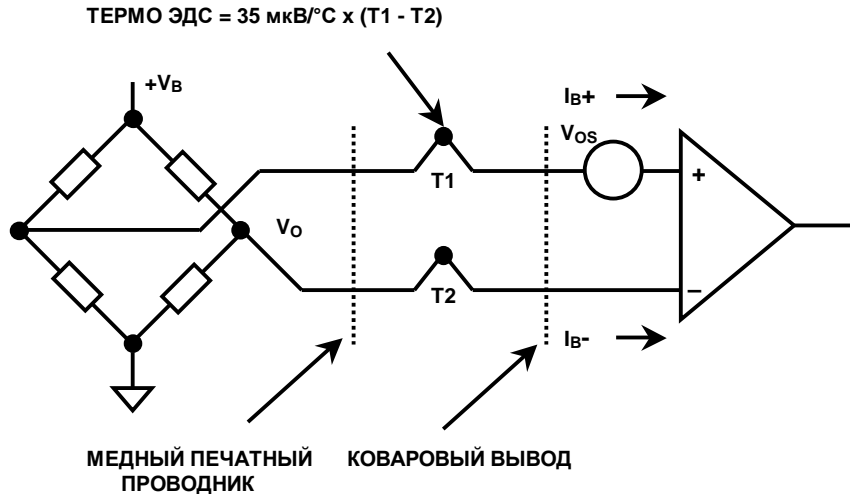 ТЕРМО ЭДС = 35 мкВ/°C x (T1 - T2)
+VB
IB+
VOS
T1
+
VO
T2
–
IB-
МЕДНЫЙ ПЕЧАТНЫЙ
ПРОВОДНИК
КОВАРОВЫЙ ВЫВОД